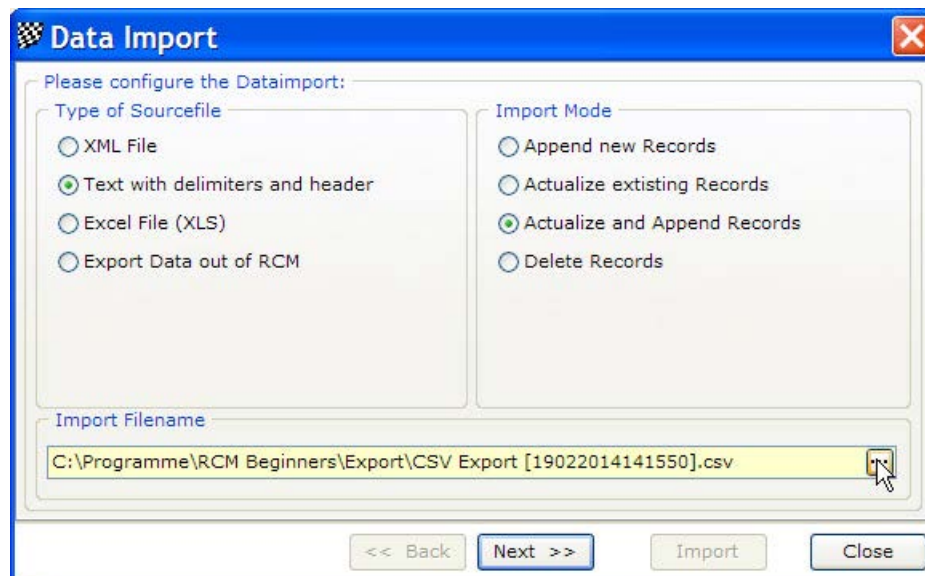 Data Import
Please configure the Dataimport:
Type of Sourcefile
XML File
Text with delimiters and header
Excel File (XLS)
Export Data out of RCM
Import Mode
Append new Records
Actualize extisting Records
Actualize and Append Records
Delete Records
Import Filename
C:\Programme\RCM Beginners\Export\CSV Export [19022014141550].csv
...
<< Back
Next >>
Import
Close